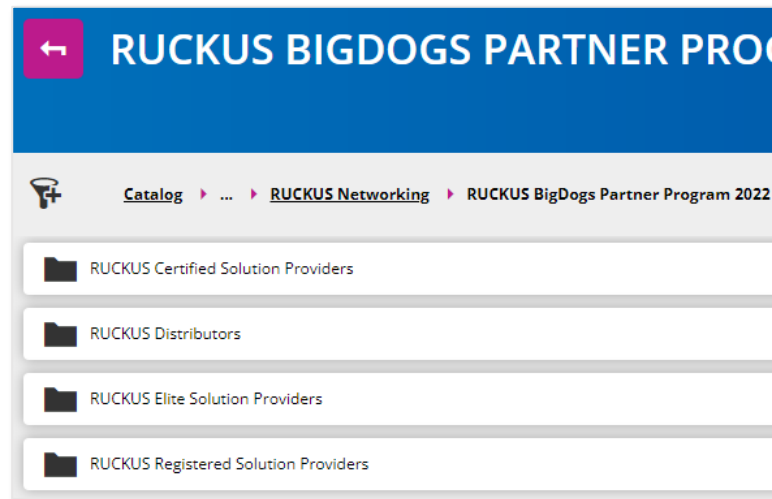 RUCKUS BIGDOGS PARTNER PRO
Catalog ... RUCKUS Networking RUCKUS BigDogs Partner Program 2022
RUCKUS Certified Solution Providers
RUCKUS Distributors
RUCKUS Elite Solution Providers
RUCKUS Registered Solution Providers